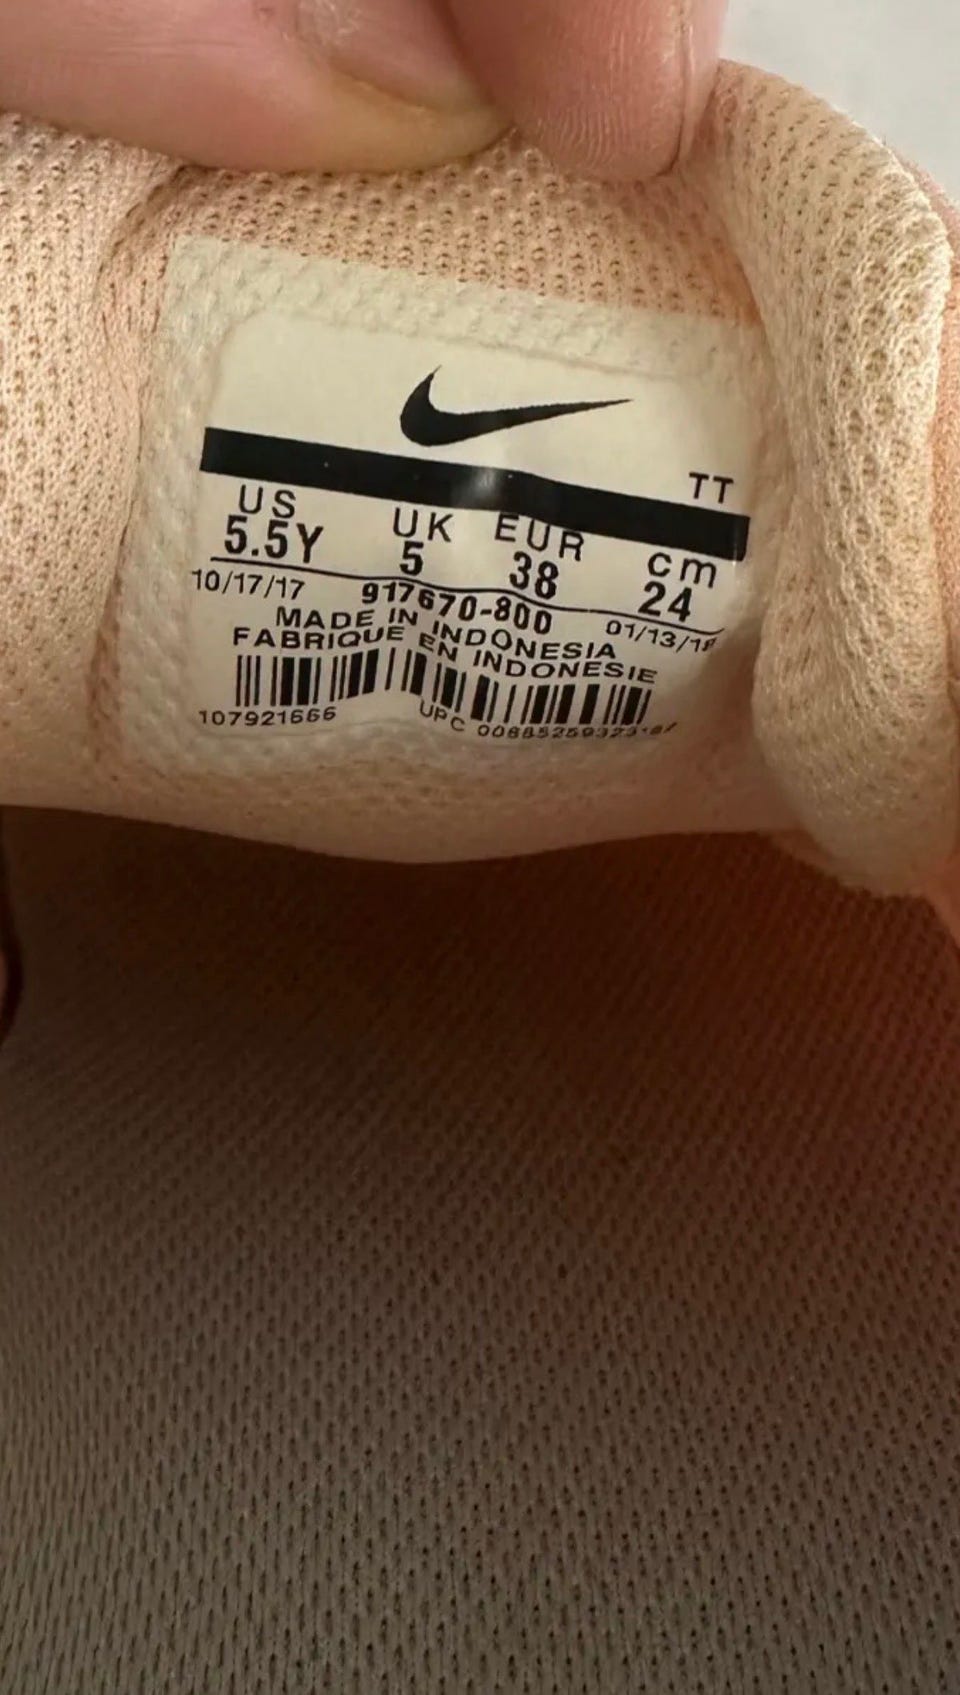 TT
US UK EUR cm
5.5Y 5 38 24
10/17/17 917670-800
MADE IN INDONESIA
FABRIQUE EN INDONESIE
107921666 UPC